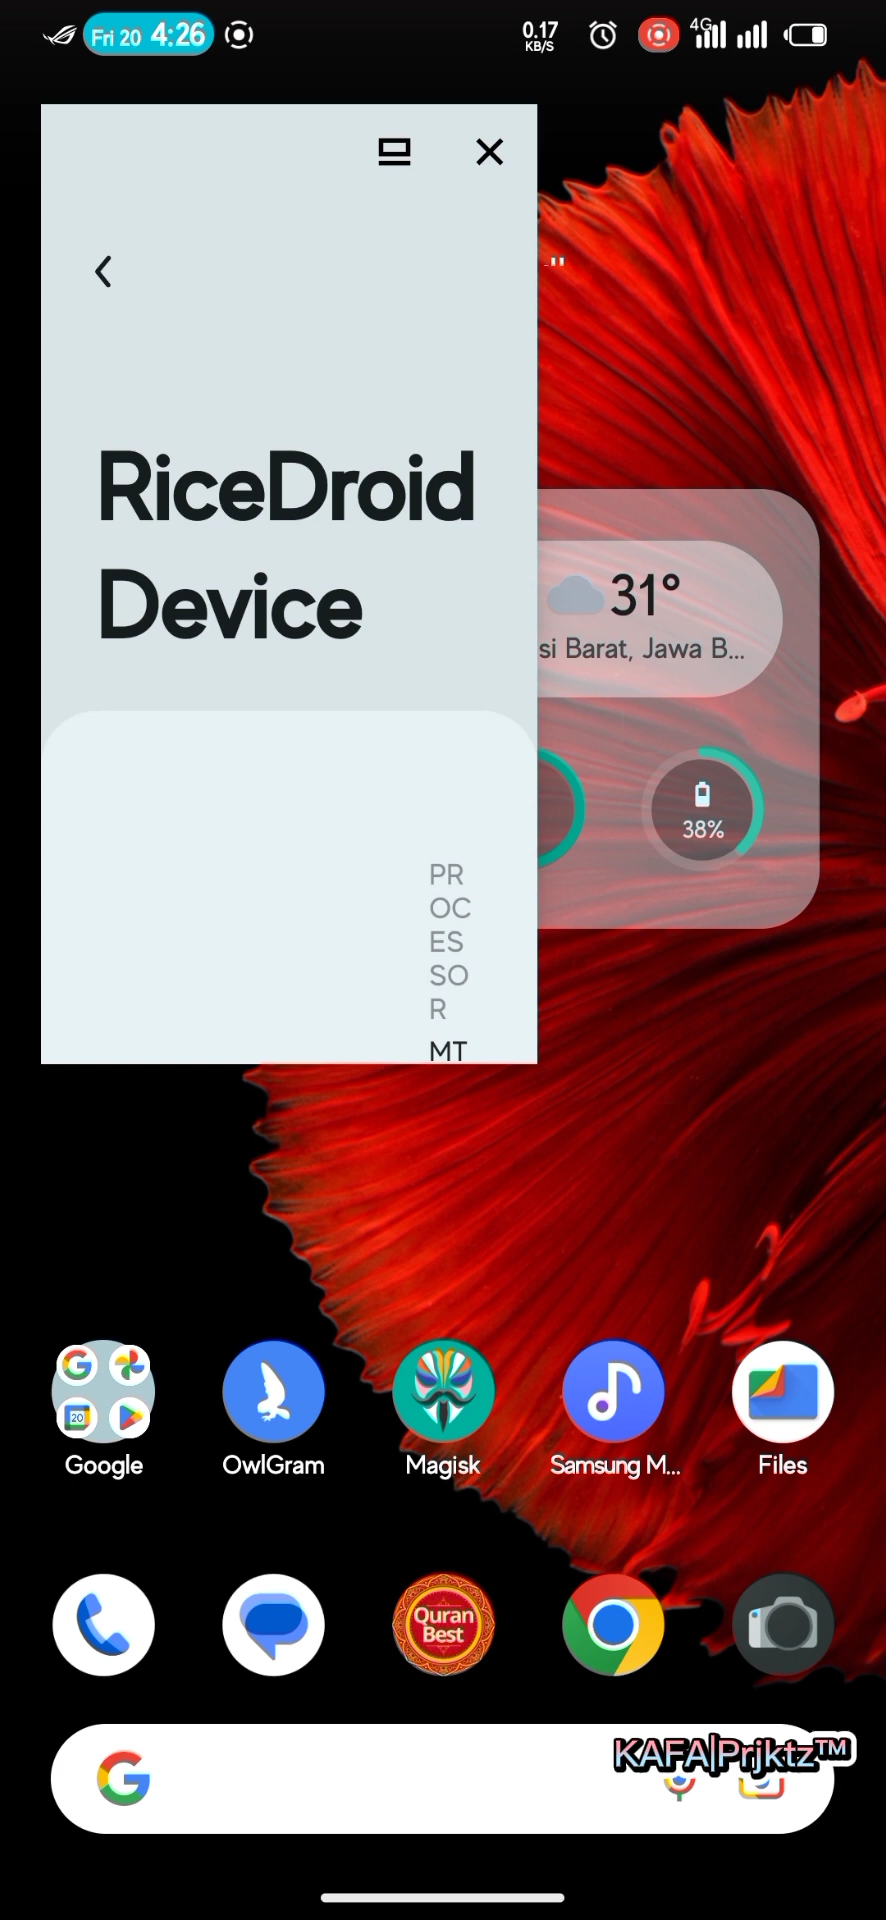 Fri 20 4:26
0.17
KB/S
4G
RiceDroid
Device
31°
si Barat, Jawa B...
38%
PR
OC
ES
SO
R
MT
20
Google
OwlGram
Magisk
Samsung M...
Files
Quran
Best
KAFA|Prjktz™